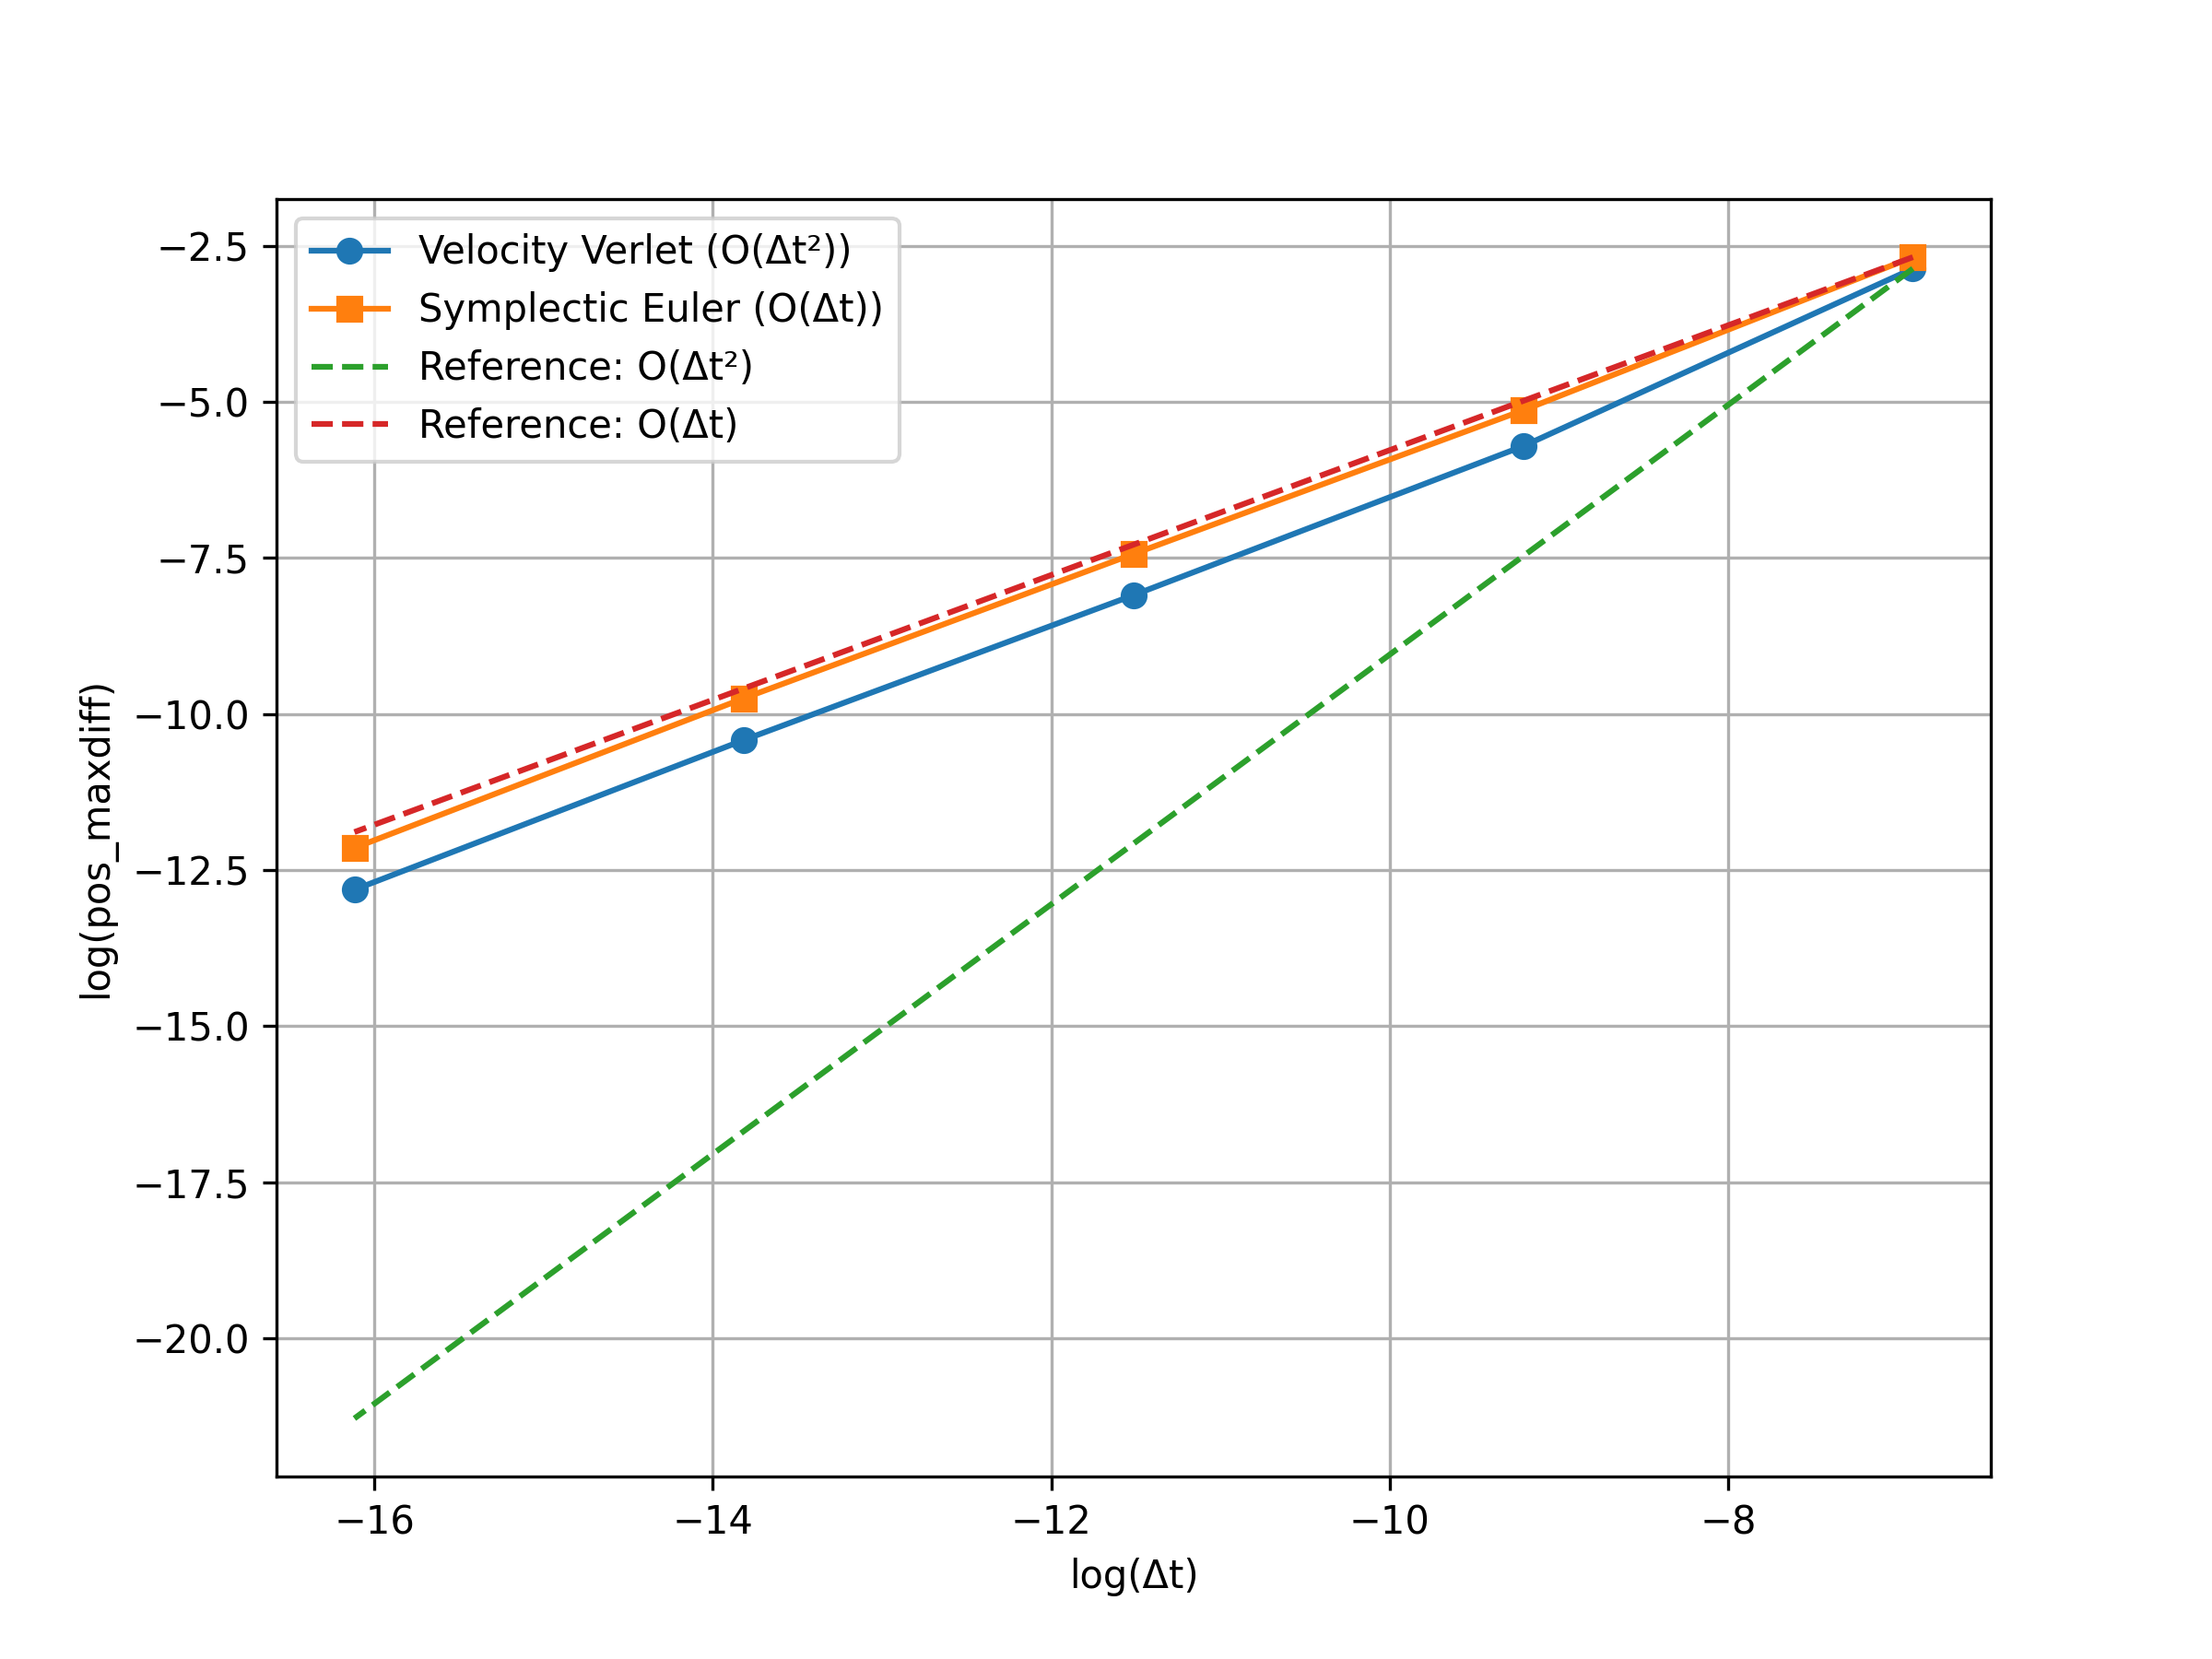 Velocity Verlet (O(Δt²))
Symplectic Euler (O(Δt))
Reference: O(Δt²)
Reference: O(Δt)
−2.5
−5.0
−7.5
−10.0
−12.5
−15.0
−17.5
−20.0
log(pos_maxdiff)
−16 −14 −12 −10 −8
log(Δt)